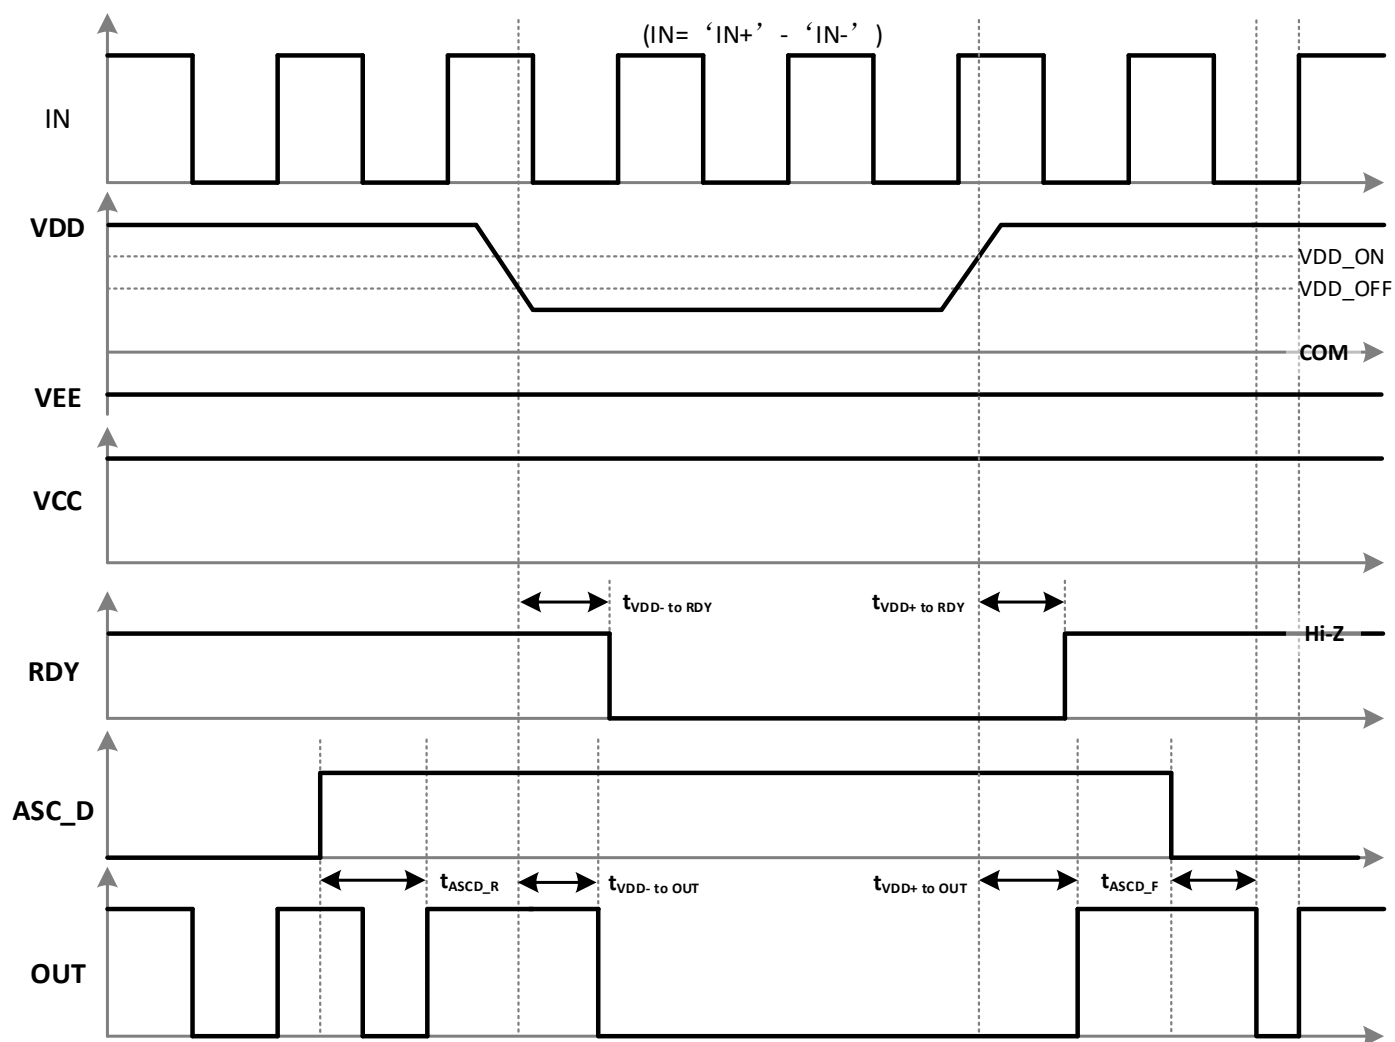 (IN= ‘IN+’ - ‘IN-’ )
IN
VDD
VDD_ON
VDD_OFF
COM
VEE
VCC
tVDD- to RDY
tVDD+ to RDY
Hi-Z
RDY
ASC_D
tASCD_R
tVDD- to OUT
tVDD+ to OUT
tASCD_F
OUT